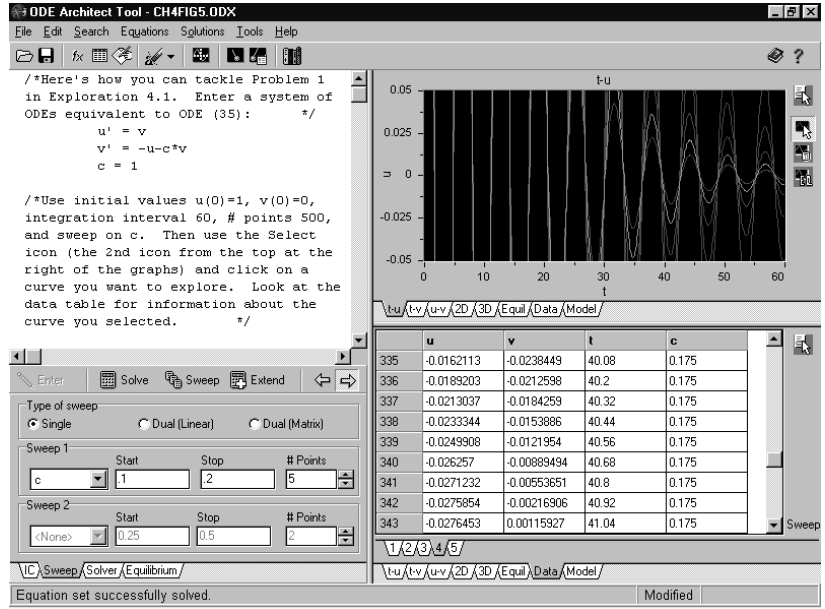 ODE Architect Tool - CH4FIG5.ODX
File Edit Search Equations Solutions Tools Help
/*Here's how you can tackle Problem 1
in Exploration 4.1. Enter a system of
ODEs equivalent to ODE (35): */
u' = v
v' = -u-c*v
c = 1
/*Use initial values u(0)=1, v(0)=0,
integration interval 60, # points 500,
and sweep on c. Then use the Select
icon (the 2nd icon from the top at the
right of the graphs) and click on a
curve you want to explore. Look at the
data table for information about the
curve you selected. */
Enter Solve Sweep Extend
Type of sweep
Single Dual (Linear) Dual (Matrix)
Sweep 1
Start Stop # Points
c .1 .2 5
Sweep 2
Start Stop # Points
<None> 0.25 0.5 2
IC Sweep Solver Equilibrium
t-u
0.05
0.025
u 0
-0.025
-0.05
0 10 20 30 40 50 60
t
t-u t-v u-v 2D 3D Equil Data Model
u v t c
335 -0.0162113 -0.0238449 40.08 0.175
336 -0.0189203 -0.0212598 40.2 0.175
337 -0.0213037 -0.0184259 40.32 0.175
338 -0.0233344 -0.0153886 40.44 0.175
339 -0.0249908 -0.0121954 40.56 0.175
340 -0.026257 -0.00889494 40.68 0.175
341 -0.0271232 -0.00553651 40.8 0.175
342 -0.0275854 -0.00216906 40.92 0.175
343 -0.0276453 0.00115927 41.04 0.175
Sweep
1 2 3 4 5
t-u t-v u-v 2D 3D Equil Data Model
Equation set successfully solved. Modified